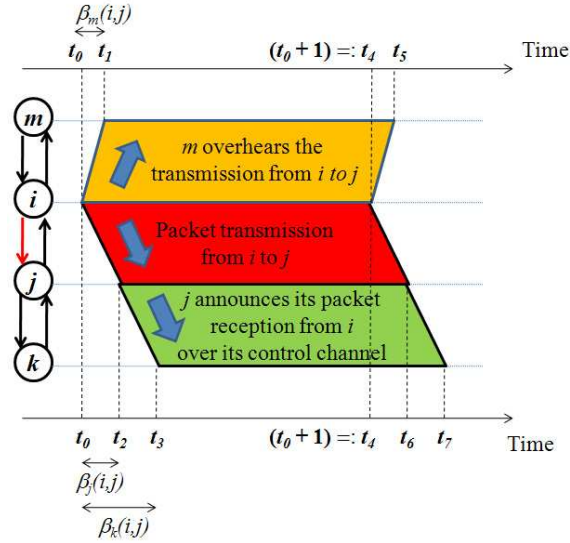 βm(i,j)
t0 t1 (t0 + 1) =: t4 t5 Time
m
m overhears the
transmission from i to j
i
Packet transmission
from i to j
j
j announces its packet
reception from i
over its control channel
k
t0 t2 t3 (t0 + 1) =: t4 t6 t7 Time
βj(i,j)
βk(i,j)